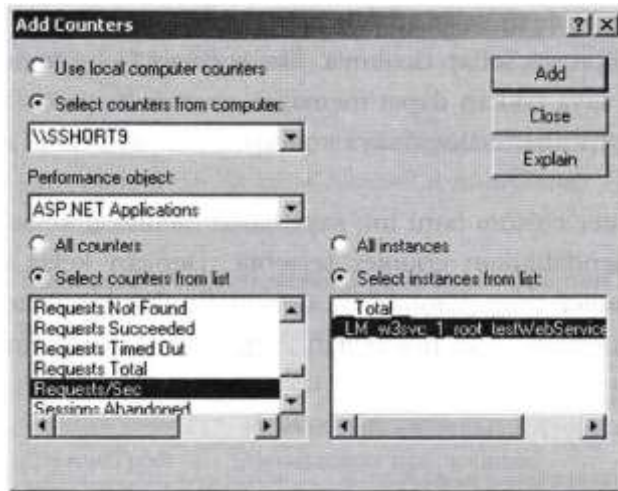 Add Counters
Use local computer counters
Select counters from computer:
\\SSHORT9
Performance object:
ASP.NET Applications
All counters
Select counters from list
Requests Not Found
Requests Succeeded
Requests Timed Out
Requests Total
Requests/Sec
Sessions Abandoned
Add
Close
Explain
All instances
Select instances from list:
_Total_
_LM_w3svc_1_root_testWebService